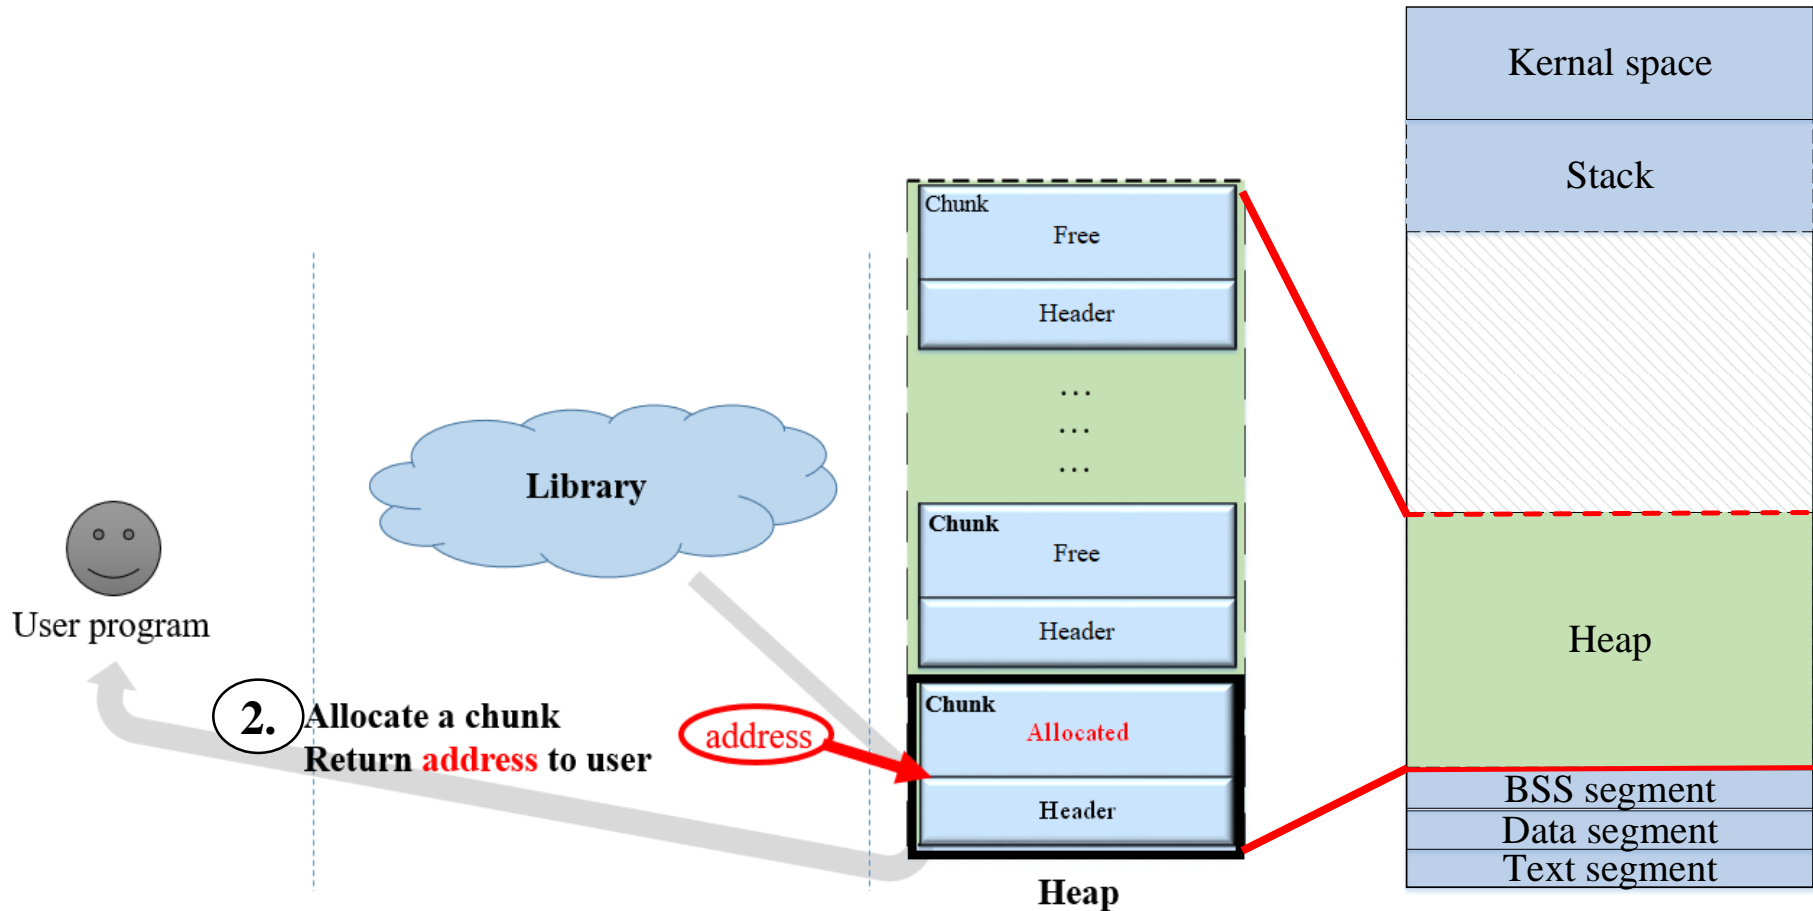 User program
Library
2.
Allocate a chunk
Return address to user
address
Chunk
Free
Header
...
...
...
Chunk
Free
Header
Chunk
Allocated
Header
Heap
Kernal space
Stack
Heap
BSS segment
Data segment
Text segment